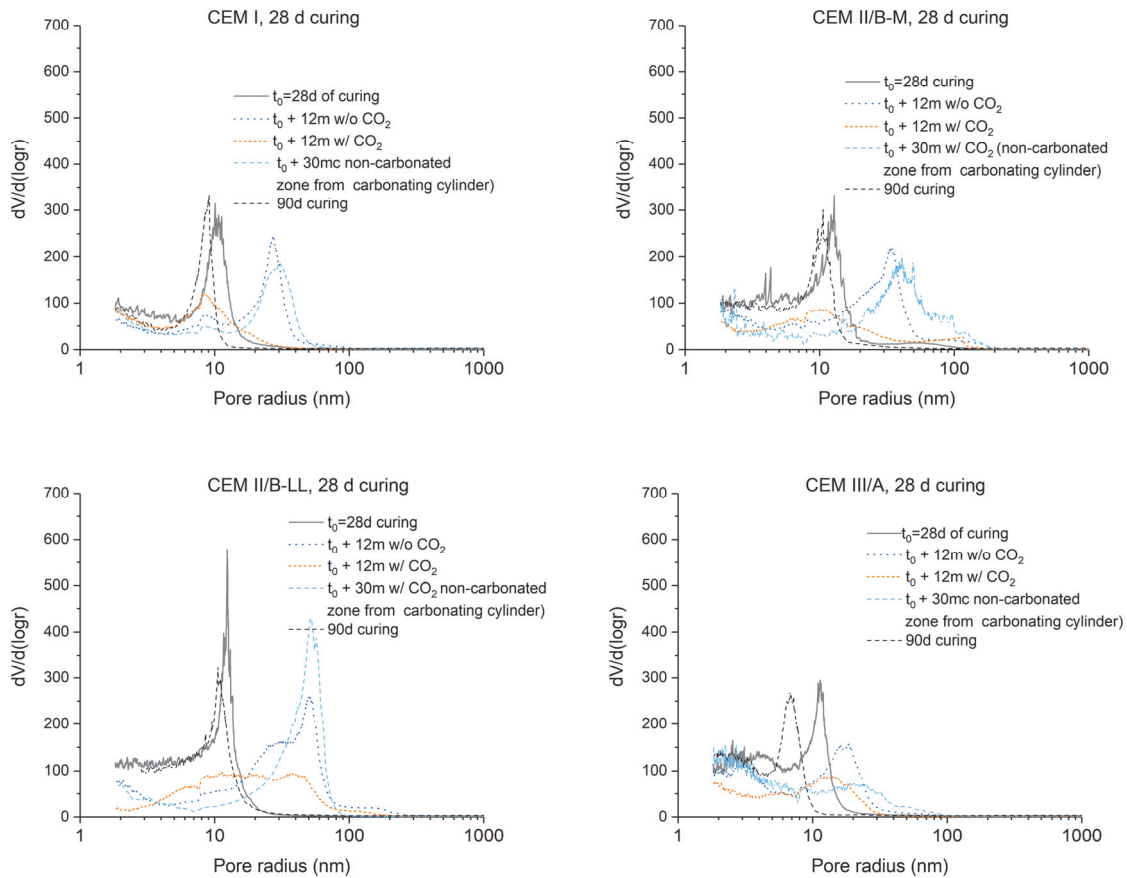 CEM I, 28 d curing
700
600
500
400
300
200
100
0
dV/d(logr)
t0=28d of curing
t0 + 12m w/o CO2
t0 + 12m w/ CO2
t0 + 30mc non-carbonated
zone from carbonating cylinder)
90d curing
1
10
100
1000
Pore radius (nm)
CEM II/B-M, 28 d curing
700
600
500
400
300
200
100
0
dV/d(logr)
t0=28d of curing
t0 + 12m w/o CO2
t0 + 12m w/ CO2
t0 + 30m w/ CO2 (non-carbonated
zone from carbonating cylinder)
90d curing
1
10
100
1000
Pore radius (nm)
CEM II/B-LL, 28 d curing
700
600
500
400
300
200
100
0
dV/d(logr)
t0=28d curing
t0 + 12m w/o CO2
t0 + 12m w/ CO2
t0 + 30m w/ CO2 non-carbonated
zone from carbonating cylinder)
90d curing
1
10
100
1000
Pore radius (nm)
CEM III/A, 28 d curing
700
600
500
400
300
200
100
0
dV/d(logr)
t0=28d of curing
t0 + 12m w/o CO2
t0 + 12m w/ CO2
t0 + 30mc non-carbonated
zone from carbonating cylinder)
90d curing
1
10
100
1000
Pore radius (nm)